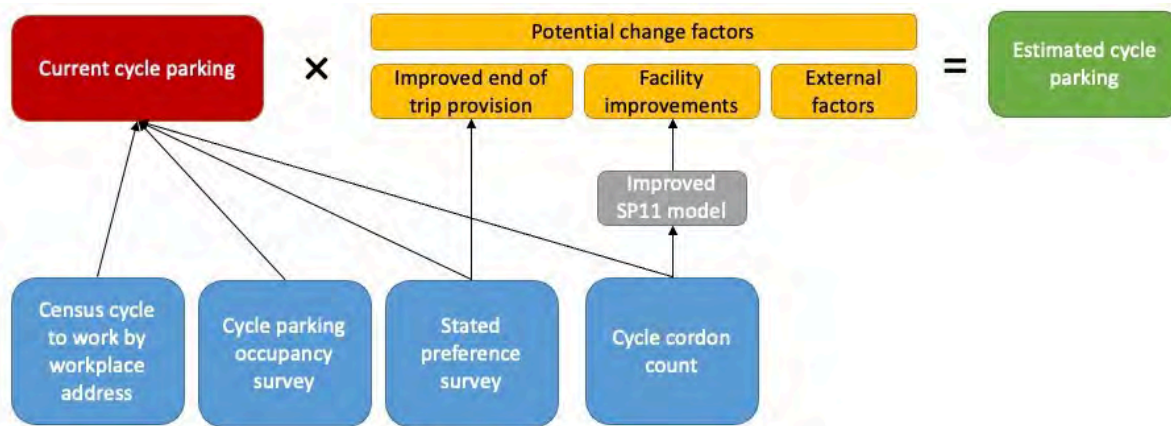 Current cycle parking
×
Potential change factors
Improved end of
trip provision
Facility
improvements
External
factors
=
Estimated cycle
parking
Improved
SP11 model
Census cycle
to work by
workplace
address
Cycle parking
occupancy
survey
Stated
preference
survey
Cycle cordon
count